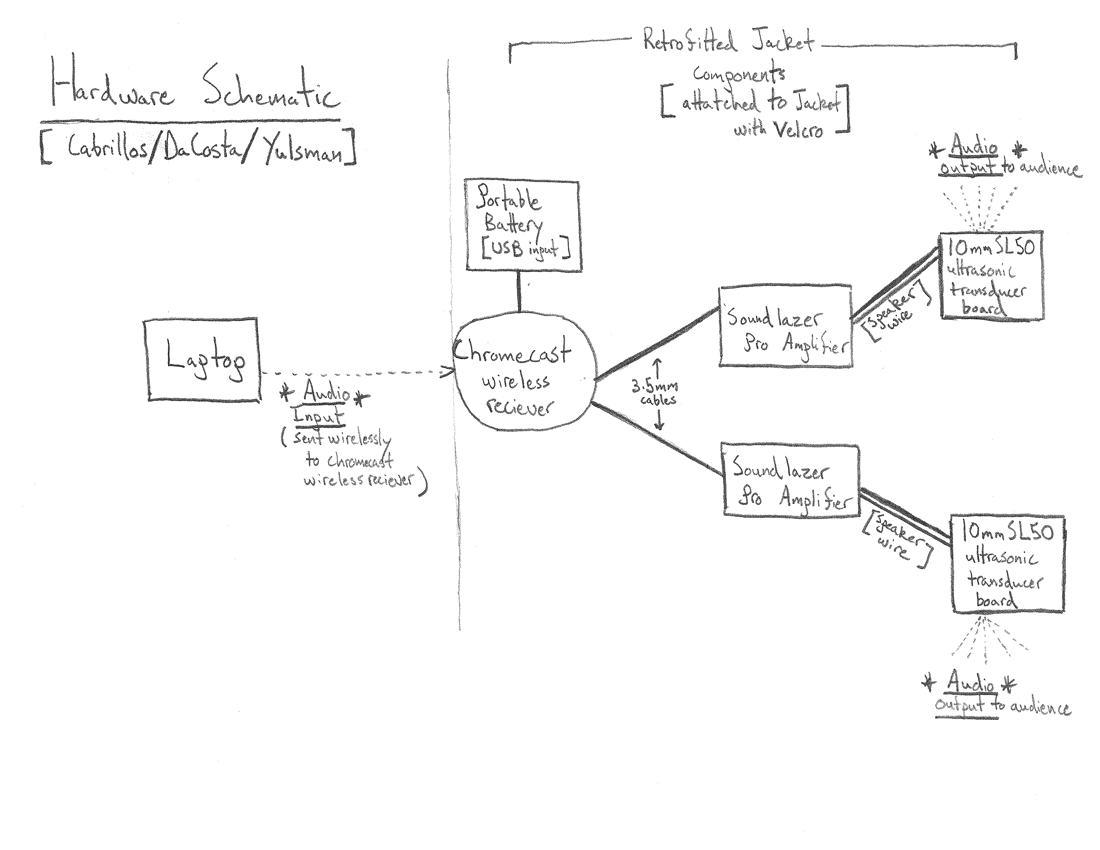 Hardware Schematic
[Cabrillos/DaCosta/Yulsman]
Retrofitted Jacket
[components
attatched to Jacket
with Velcro]
Portable
Battery
[USB input]
Laptop
* Audio *
Input
(sent wirelessly
to chromecast
wireless reciever)
Chromecast
wireless
reciever
3.5mm
cables
Soundlazer
Pro Amplifier
[speaker
wire]
10mm SL50
ultrasonic
transducer
board
* Audio *
output to audience
Soundlazer
Pro Amplifier
[speaker
wire]
10mm SL50
ultrasonic
transducer
board
* Audio *
output to audience